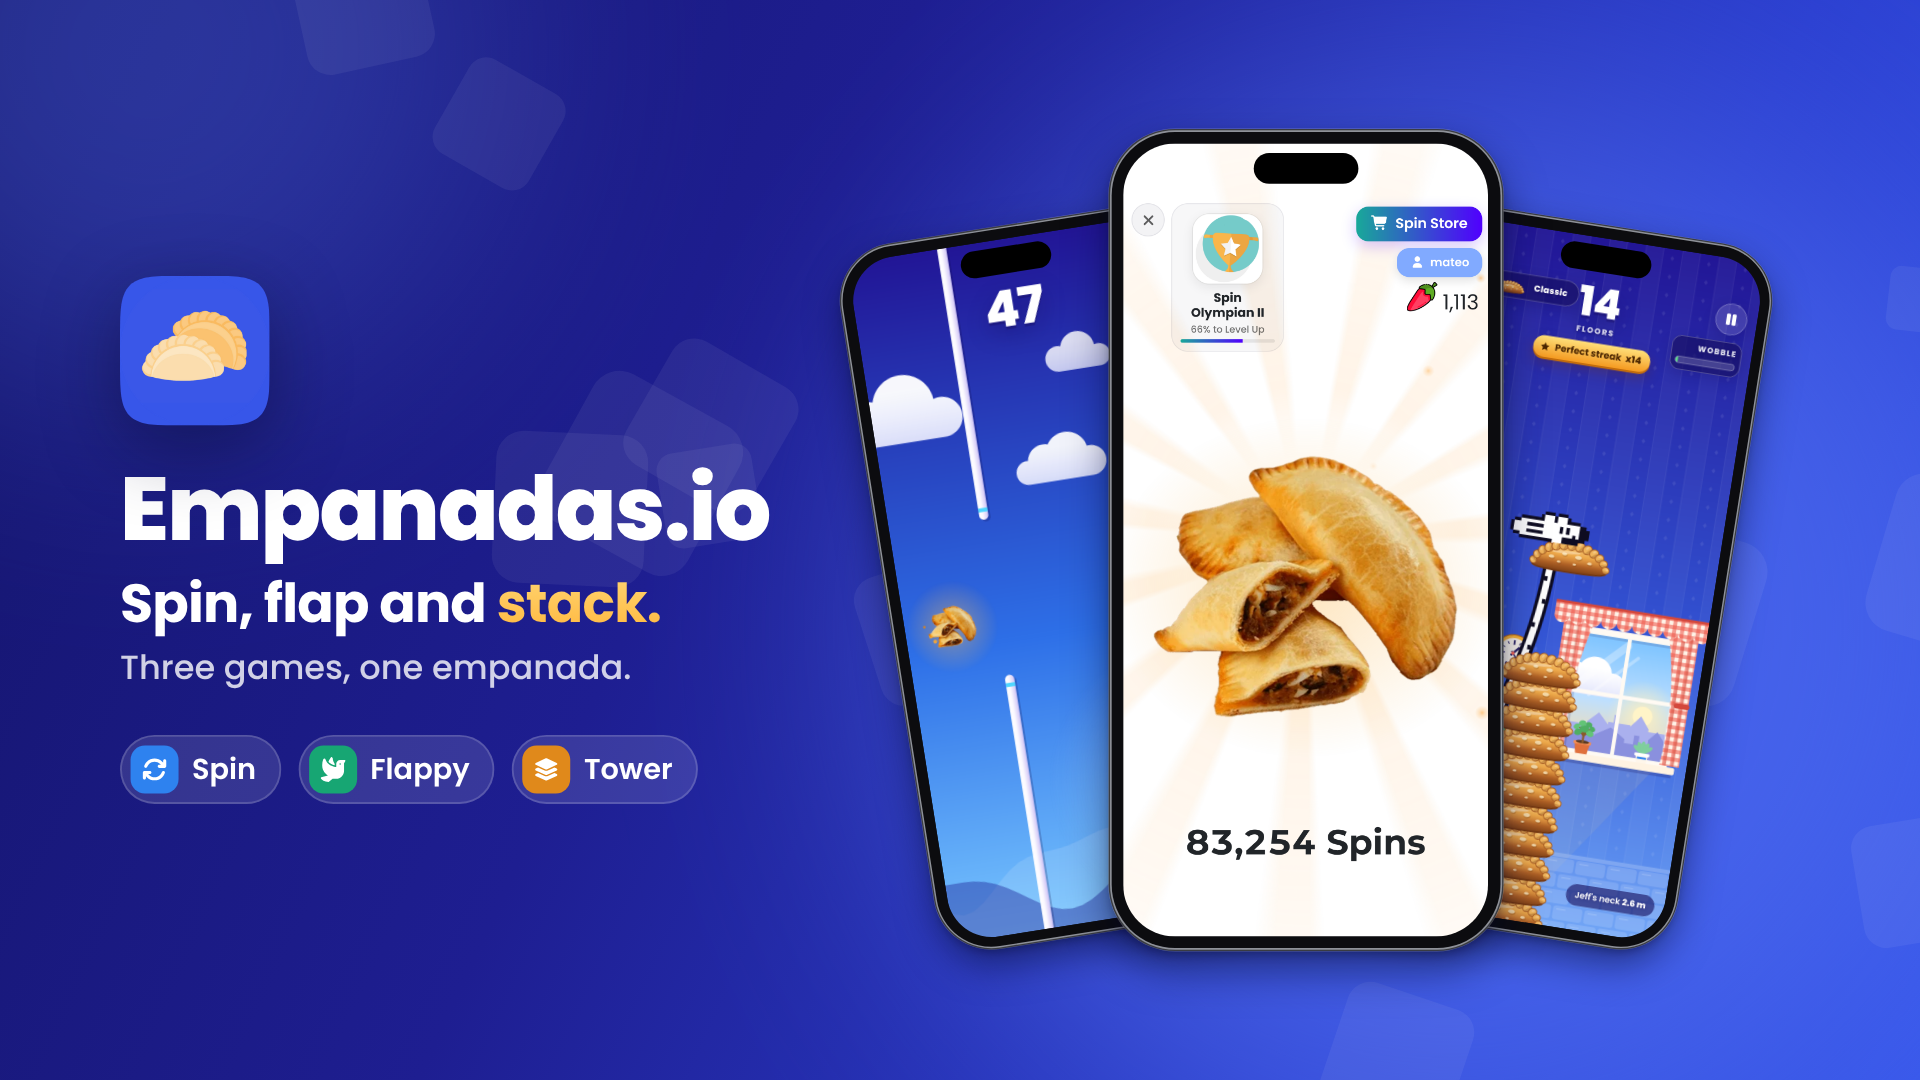 Empanadas.io
Spin, flap and stack.
Three games, one empanada.
Spin
Flappy
Tower
47
Spin
Olympian II
66% to Level Up
Spin Store
mateo
1,113
83,254 Spins
Classic
14
FLOORS
Perfect streak x14
WOBBLE
Jeff's neck 2.6 m